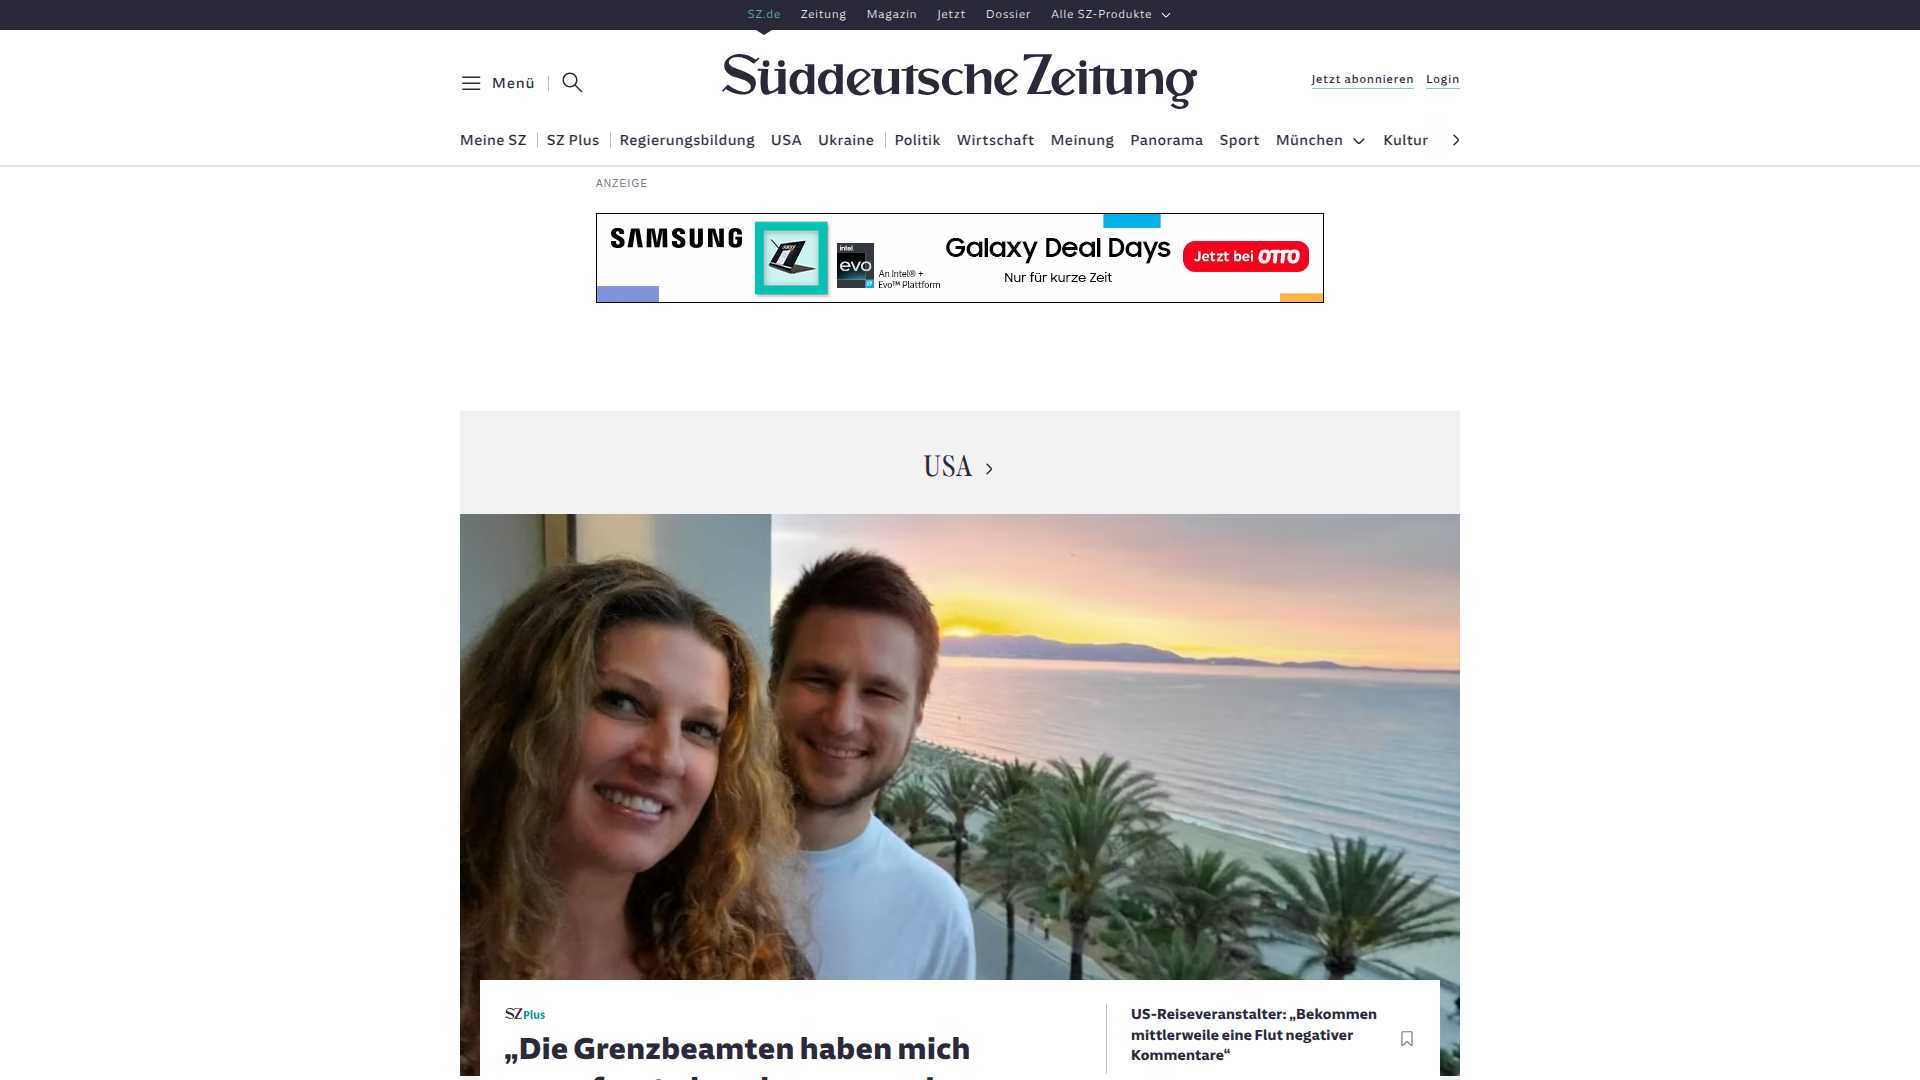 SZ.de Zeitung Magazin Jetzt Dossier Alle SZ-Produkte
Menü
Süddeutsche Zeitung
Jetzt abonnieren Login
Meine SZ SZ Plus Regierungsbildung USA Ukraine Politik Wirtschaft Meinung Panorama Sport München Kultur
ANZEIGE
SAMSUNG
intel
evo
i7
An Intel® +
Evo™ Plattform
Galaxy Deal Days
Nur für kurze Zeit
Jetzt bei OTTO
USA
SZ Plus
„Die Grenzbeamten haben mich
US-Reiseveranstalter: „Bekommen
mittlerweile eine Flut negativer
Kommentare“